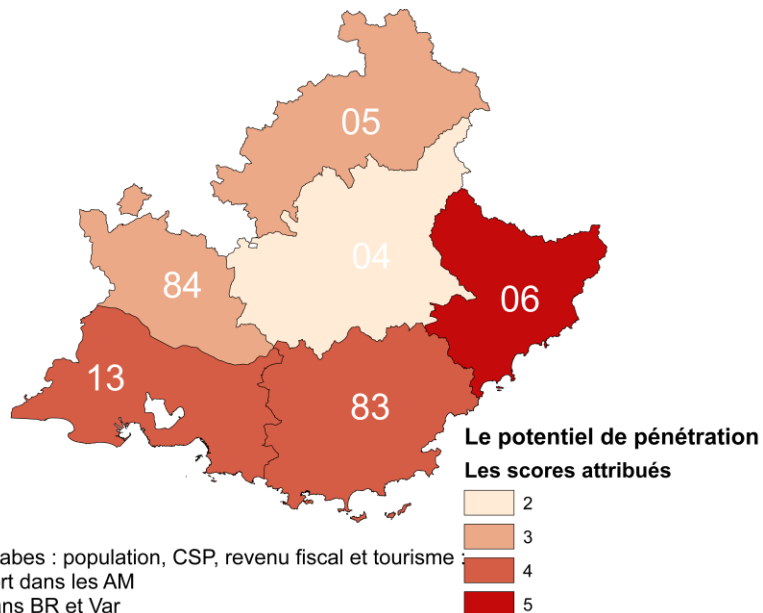 05
04
84
06
13
83
Le potentiel de pénétration
Les scores attribués
2
3
abes : population, CSP, revenu fiscal et tourisme :
4
rt dans les AM
ans BR et Var
5